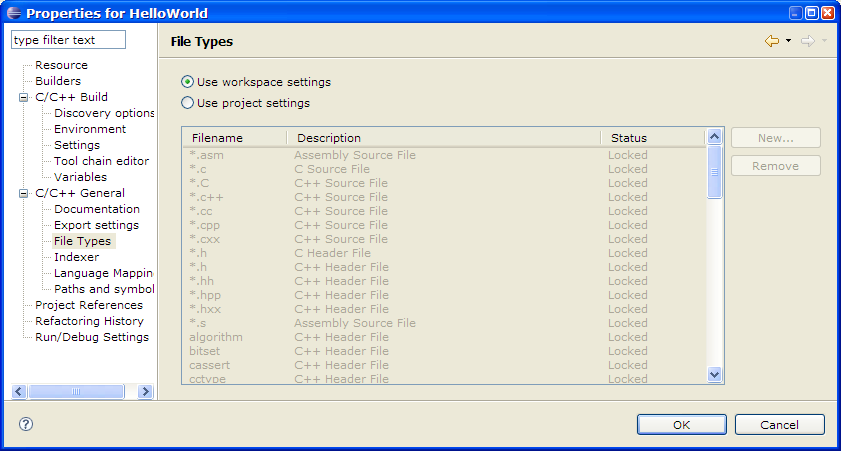 Properties for HelloWorld
type filter text
Resource
Builders
C/C++ Build
Discovery options
Environment
Settings
Tool chain editor
Variables
C/C++ General
Documentation
Export settings
File Types
Indexer
Language Mappin
Paths and symbol
Project References
Refactoring History
Run/Debug Settings
File Types
Use workspace settings
Use project settings
Filename Description Status
*.asm Assembly Source File Locked
*.c C Source File Locked
*.C C++ Source File Locked
*.c++ C++ Source File Locked
*.cc C++ Source File Locked
*.cpp C++ Source File Locked
*.cxx C++ Source File Locked
*.h C Header File Locked
*.h C++ Header File Locked
*.hh C++ Header File Locked
*.hpp C++ Header File Locked
*.hxx C++ Header File Locked
*.s Assembly Source File Locked
algorithm C++ Header File Locked
bitset C++ Header File Locked
cassert C++ Header File Locked
cctype C++ Header File Locked
New...
Remove
?
OK Cancel